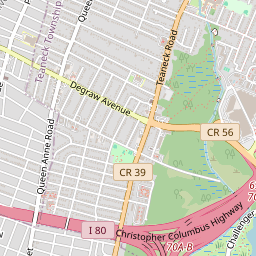 Teaneck Township
Queen
Teaneck Road
Degraw Avenue
CR 56
Queen Anne Road
CR 39
I 80
Christopher Columbus Highway
70A-B
Challenger